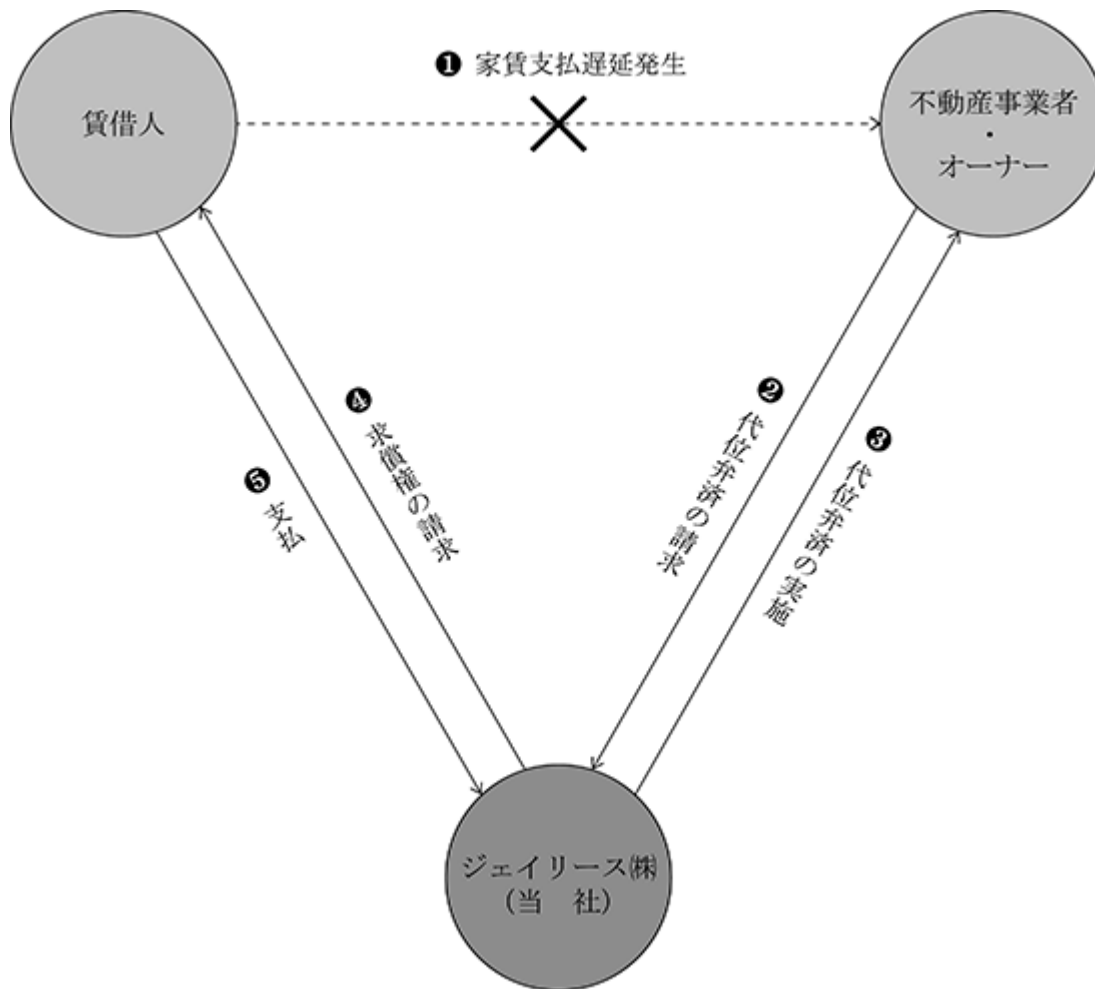 ❶ 家賃支払遅延発生
賃借人
不動産事業者
・
オーナー
❷ 代位弁済の請求
❸ 代位弁済の実施
❹ 求償権の請求
❺ 支払
ジェイリース㈱
(当　社)